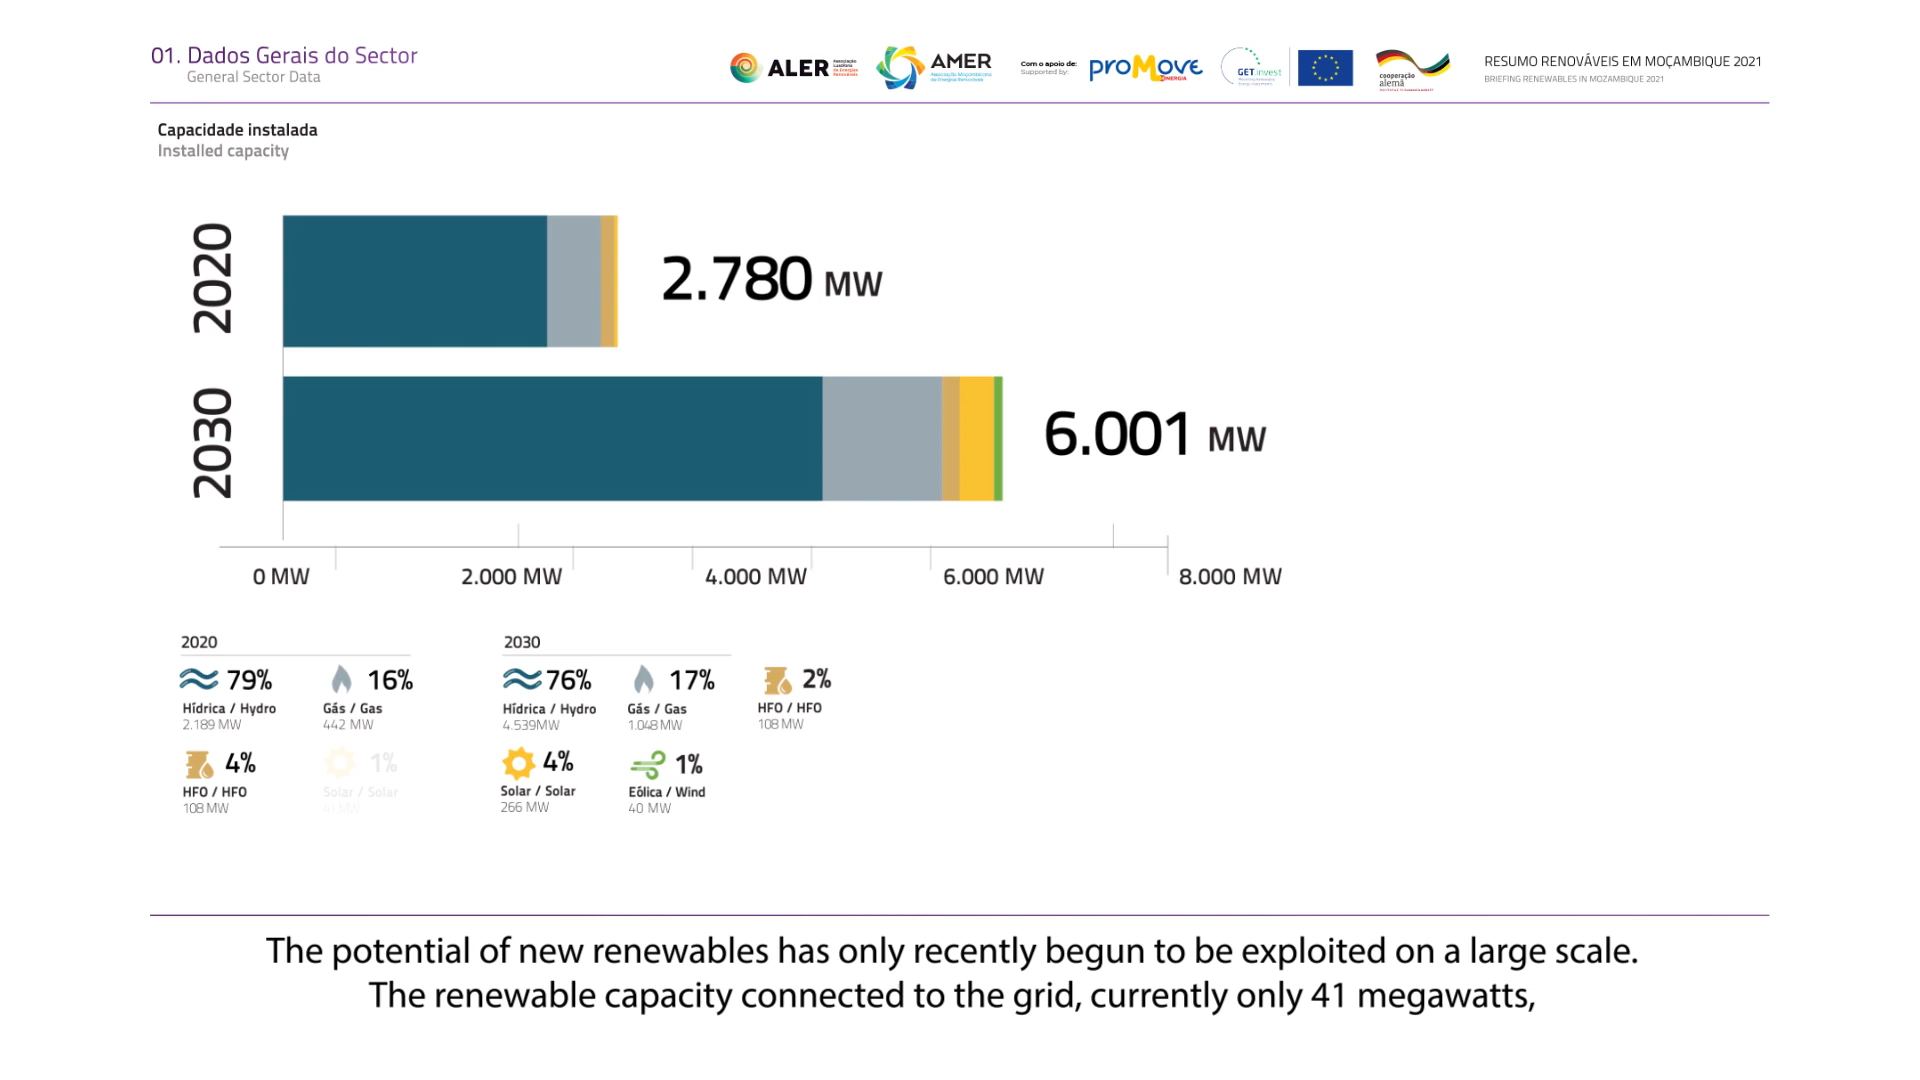 01. Dados Gerais do Sector
General Sector Data
ALER
AMER
Com o apoio de:
Supported by:
proMove
ENERGIA
GET.invest
cooperação
alemã
RESUMO RENOVÁVEIS EM MOÇAMBIQUE 2021
BRIEFING RENEWABLES IN MOZAMBIQUE 2021
Capacidade instalada
Installed capacity
2020
2.780 MW
2030
6.001 MW
0 MW
2.000 MW
4.000 MW
6.000 MW
8.000 MW
2020
79%
Hídrica / Hydro
2.189 MW
16%
Gás / Gas
442 MW
4%
HFO / HFO
108 MW
1%
Solar / Solar
41 MW
2030
76%
Hídrica / Hydro
4.539MW
17%
Gás / Gas
1.048 MW
2%
HFO / HFO
108 MW
4%
Solar / Solar
266 MW
1%
Eólica / Wind
40 MW
The potential of new renewables has only recently begun to be exploited on a large scale.
The renewable capacity connected to the grid, currently only 41 megawatts,